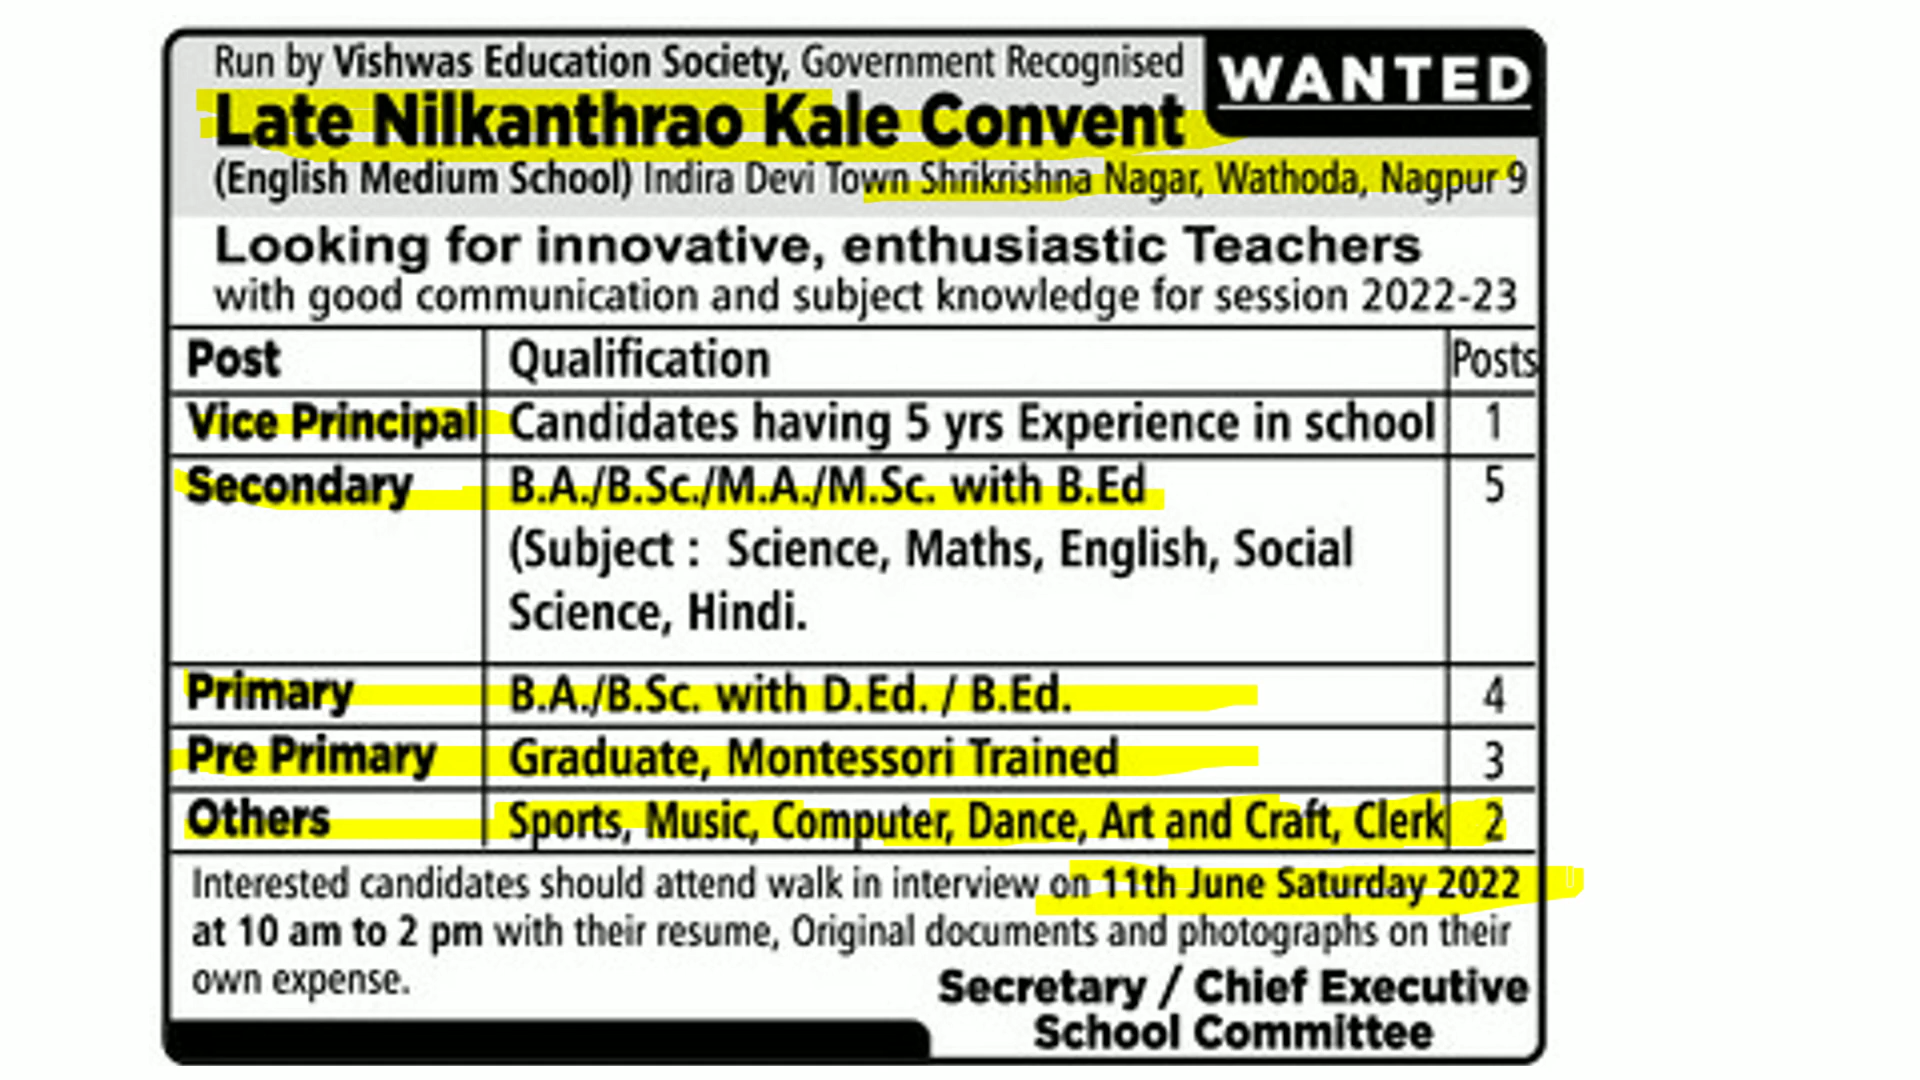 Run by Vishwas Education Society, Government Recognised
WANTED
Late Nilkanthrao Kale Convent
(English Medium School) Indira Devi Town Shrikrishna Nagar, Wathoda, Nagpur 9
Looking for innovative, enthusiastic Teachers
with good communication and subject knowledge for session 2022-23
Post Qualification Posts
Vice Principal Candidates having 5 yrs Experience in school 1
Secondary B.A./B.Sc./M.A./M.Sc. with B.Ed 5
(Subject : Science, Maths, English, Social
Science, Hindi.
Primary B.A./B.Sc. with D.Ed. / B.Ed. 4
Pre Primary Graduate, Montessori Trained 3
Others Sports, Music, Computer, Dance, Art and Craft, Clerk 2
Interested candidates should attend walk in interview on 11th June Saturday 2022
at 10 am to 2 pm with their resume, Original documents and photographs on their
own expense.
Secretary / Chief Executive
School Committee